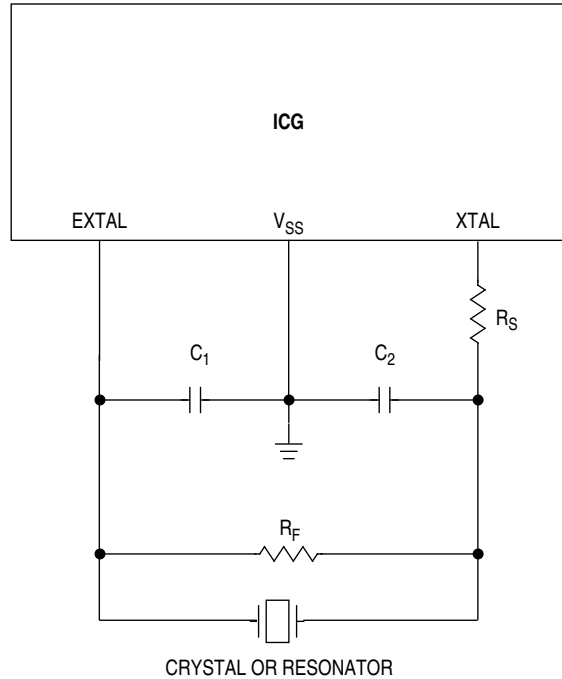 ICG
EXTAL
VSS
XTAL
RS
C1
C2
RF
CRYSTAL OR RESONATOR